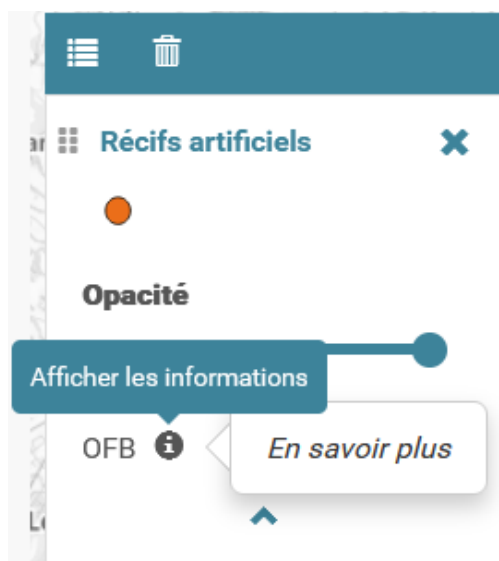 Récifs artificiels
Opacité
Afficher les informations
OFB
En savoir plus